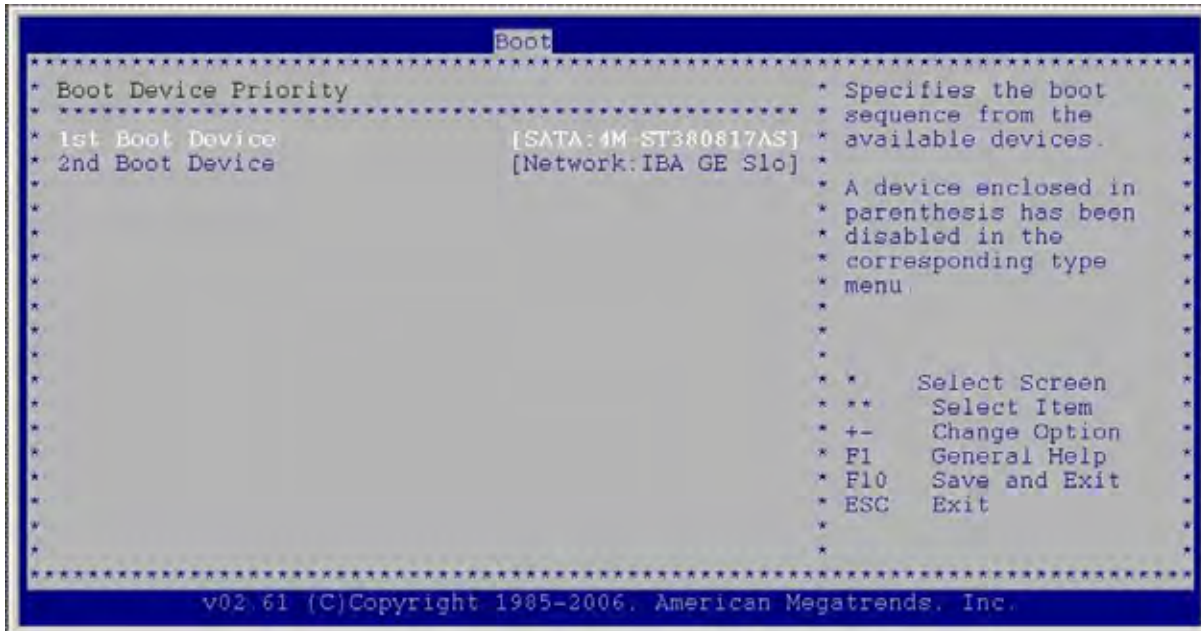 Boot
Boot Device Priority
1st Boot Device [SATA:4M-ST380817AS]
2nd Boot Device [Network:IBA GE Slo]
Specifies the boot
sequence from the
available devices.
A device enclosed in
parenthesis has been
disabled in the
corresponding type
menu
* Select Screen
** Select Item
+- Change Option
F1 General Help
F10 Save and Exit
ESC Exit
v02.61 (C)Copyright 1985-2006, American Megatrends, Inc.